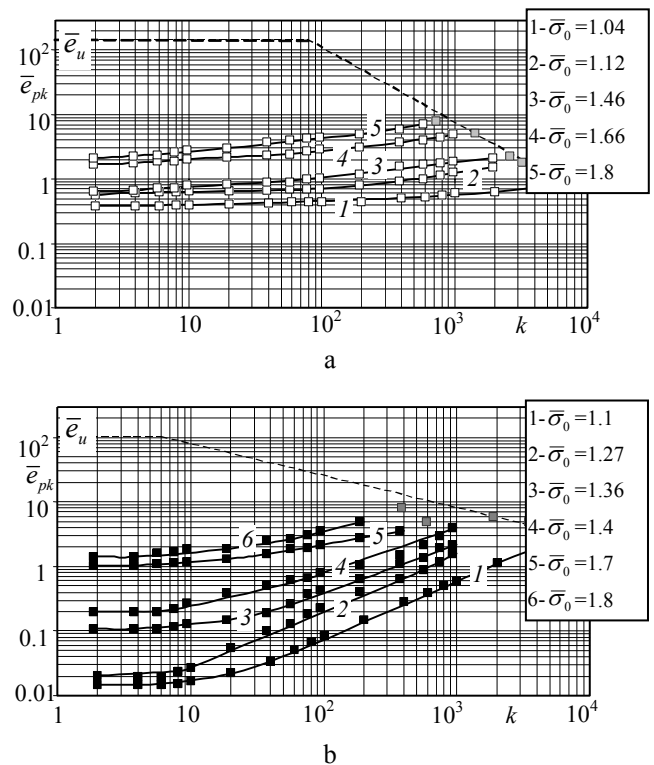 10²
10
1
0.1
0.01
ē_u
ē_pk
1 10 10² 10³ k 10⁴
5
4
3
2
1
1-σ̄₀=1.04
2-σ̄₀=1.12
3-σ̄₀=1.46
4-σ̄₀=1.66
5-σ̄₀=1.8
a
10²
10
1
0.1
0.01
ē_u
ē_pk
1 10 10² 10³ k 10⁴
6
5
4
3
2
1
1-σ̄₀=1.1
2-σ̄₀=1.27
3-σ̄₀=1.36
4-σ̄₀=1.4
5-σ̄₀=1.7
6-σ̄₀=1.8
b